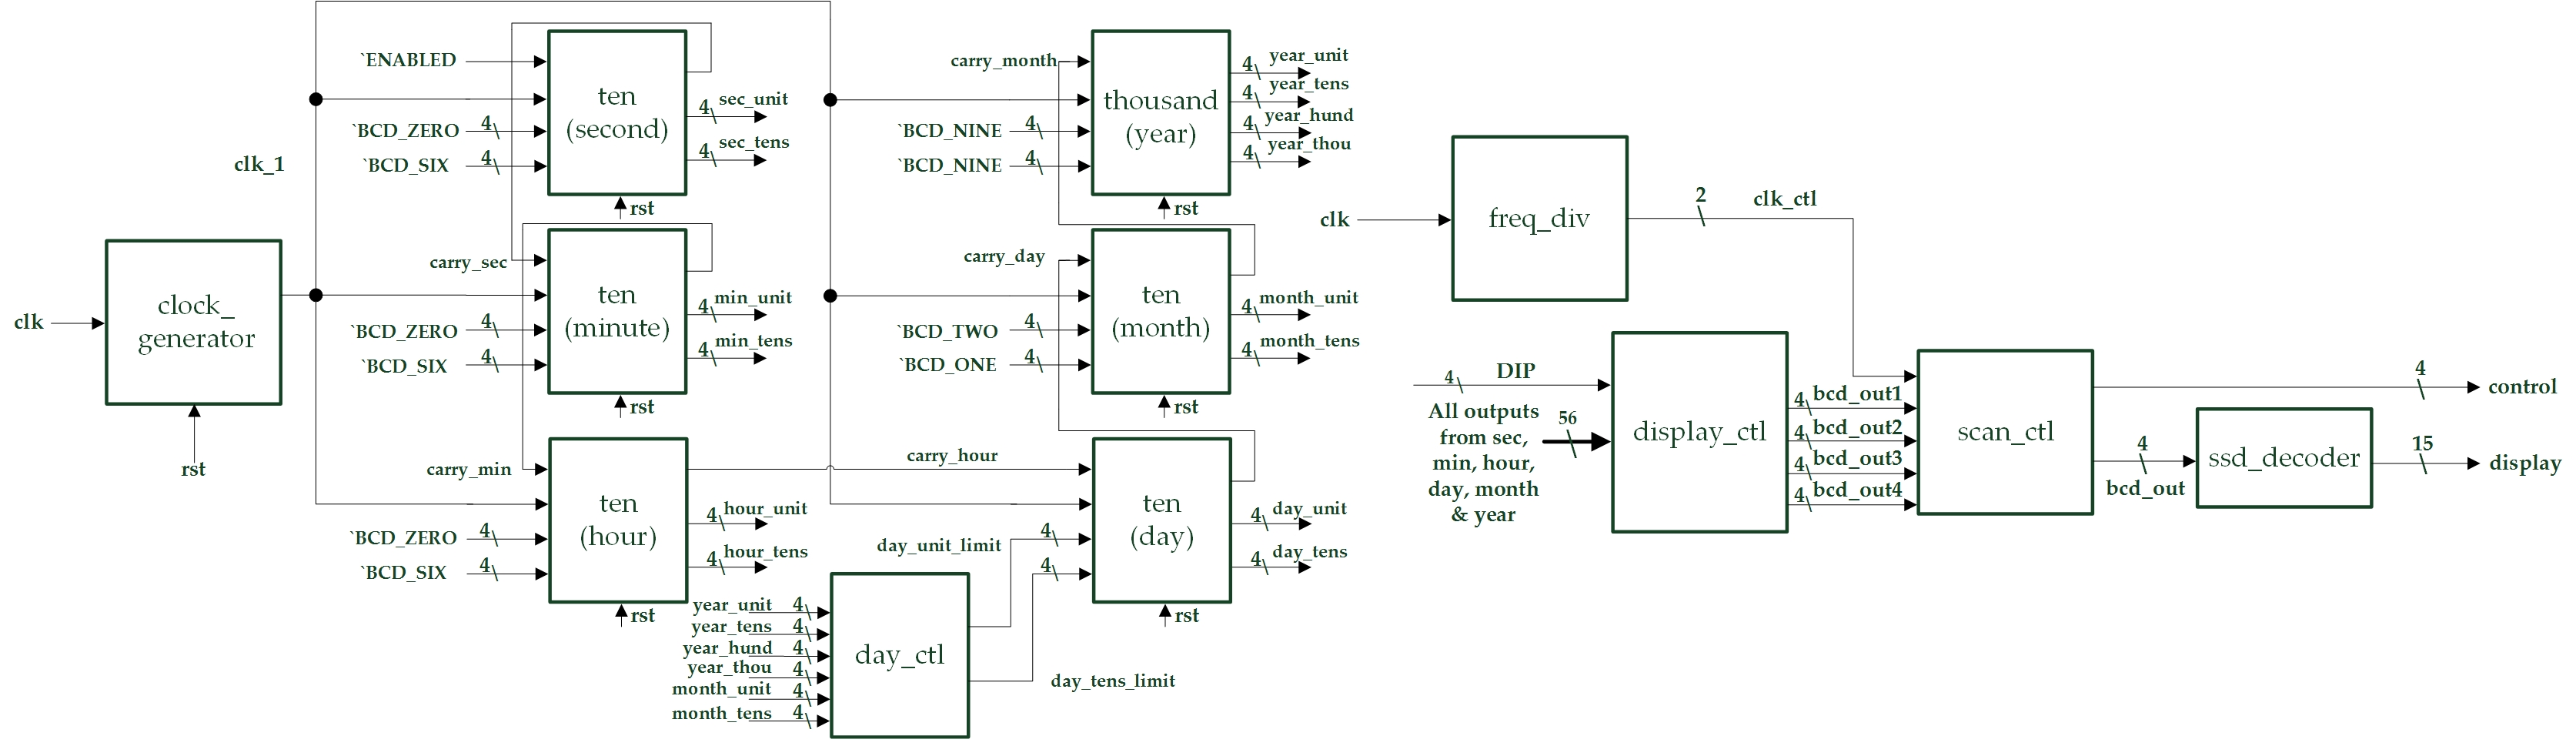 clk
clock_
generator
rst
clk_1
`ENABLED
`BCD_ZERO
4
`BCD_SIX
4
ten
(second)
rst
4
sec_unit
4
sec_tens
carry_sec
`BCD_ZERO
4
`BCD_SIX
4
ten
(minute)
rst
4
min_unit
4
min_tens
carry_min
`BCD_ZERO
4
`BCD_SIX
4
ten
(hour)
rst
4
hour_unit
4
hour_tens
carry_month
`BCD_NINE
4
`BCD_NINE
4
thousand
(year)
rst
4
year_unit
4
year_tens
4
year_hund
4
year_thou
carry_day
`BCD_TWO
4
`BCD_ONE
4
ten
(month)
rst
4
month_unit
4
month_tens
carry_hour
day_unit_limit
4
4
ten
(day)
rst
4
day_unit
4
day_tens
year_unit
4
year_tens
4
year_hund
4
year_thou
4
month_unit
4
month_tens
4
day_ctl
day_tens_limit
clk
freq_div
2
clk_ctl
4
DIP
All outputs
from sec,
min, hour,
day, month
& year
56
display_ctl
4
bcd_out1
4
bcd_out2
4
bcd_out3
4
bcd_out4
scan_ctl
4
control
4
bcd_out
ssd_decoder
15
display